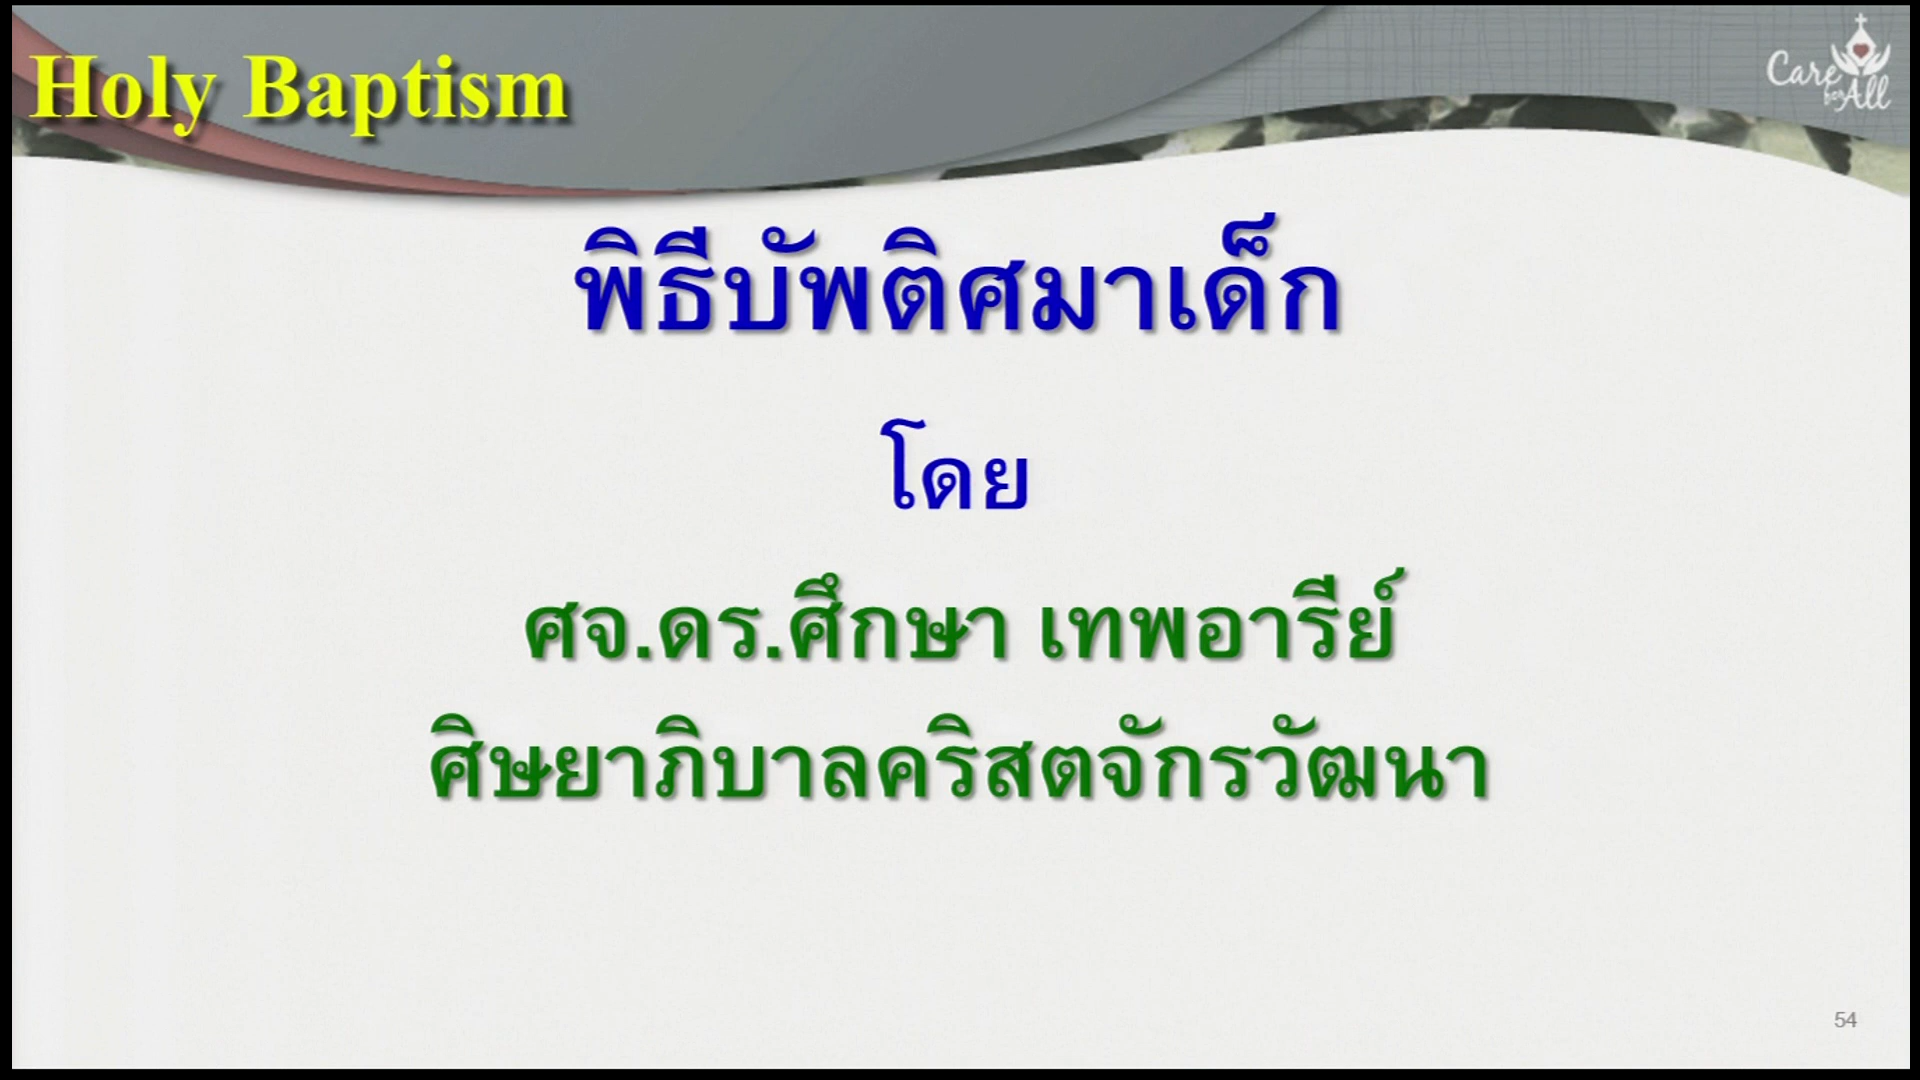 Holy Baptism
Care
for All
พิธีบัพติศมาเด็ก
โดย
ศจ.ดร.ศึกษา เทพอารีย์
ศิษยาภิบาลคริสตจักรวัฒนา
54